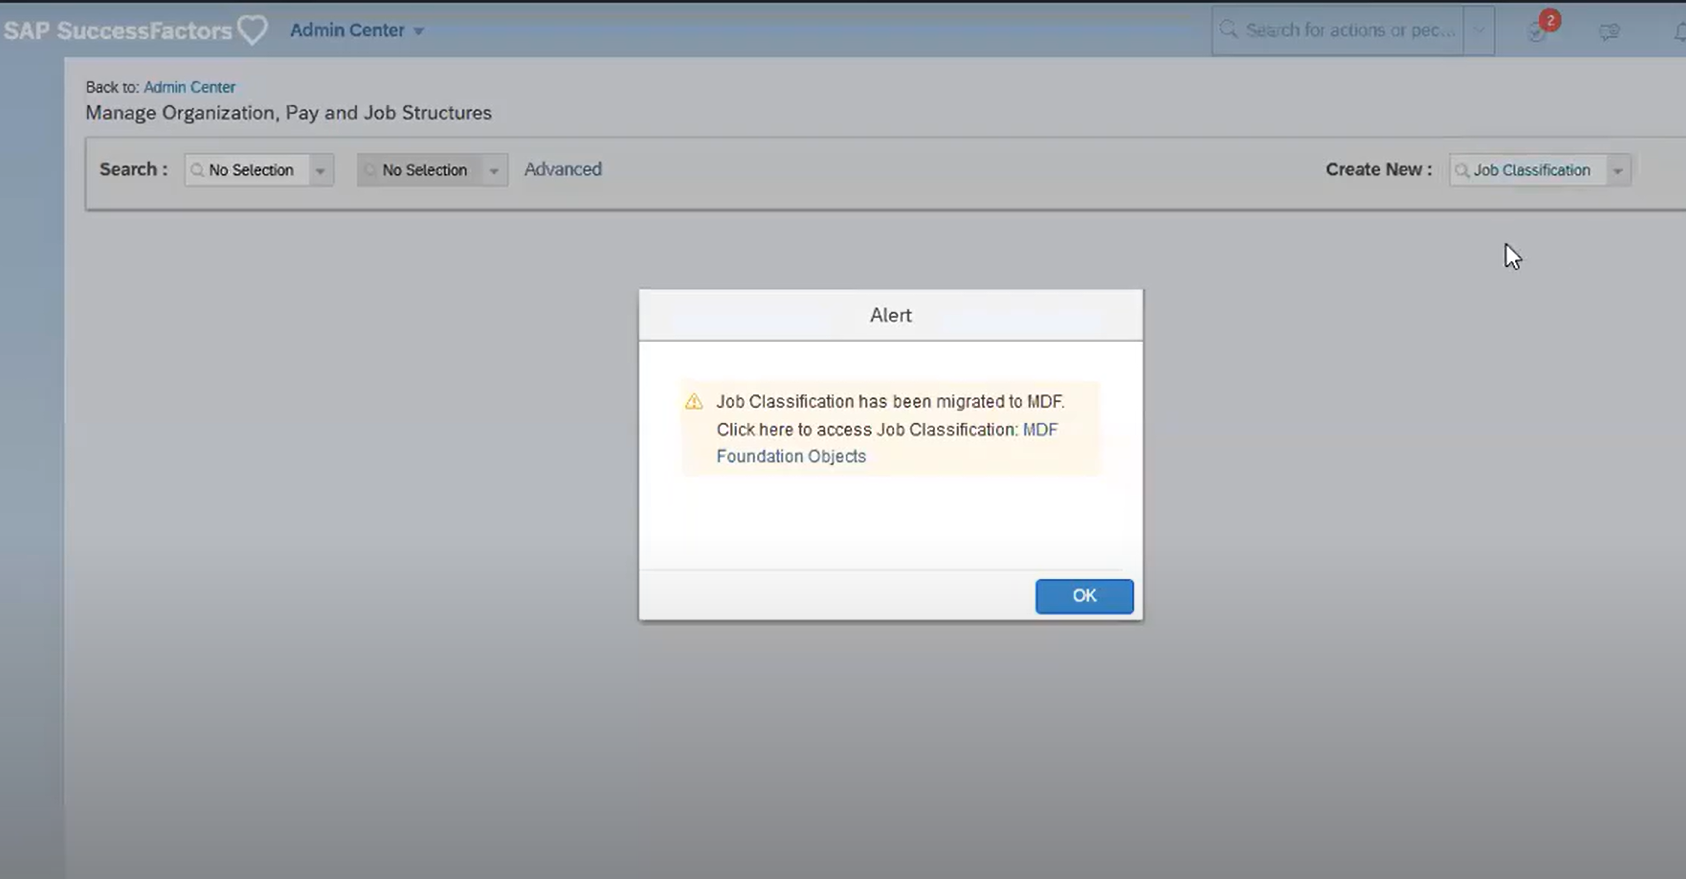 SAP SuccessFactors Admin Center Search for actions or pec... 2
Back to: Admin Center
Manage Organization, Pay and Job Structures
Search : No Selection No Selection Advanced Create New : Job Classification
Alert
Job Classification has been migrated to MDF.
Click here to access Job Classification: MDF
Foundation Objects
OK